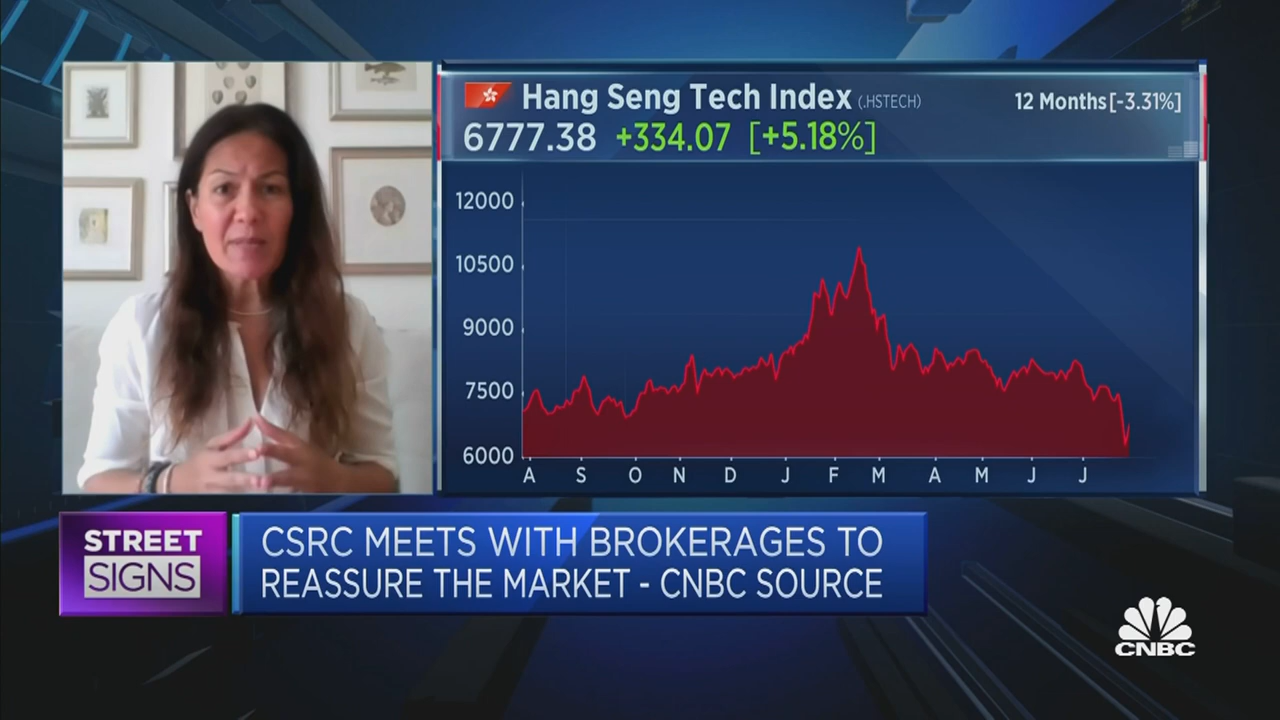 Hang Seng Tech Index (.HSTECH) 12 Months[-3.31%]
6777.38 +334.07 [+5.18%]
12000
10500
9000
7500
6000
A S O N D J F M A M J J
STREET
SIGNS
CSRC MEETS WITH BROKERAGES TO
REASSURE THE MARKET - CNBC SOURCE
CNBC